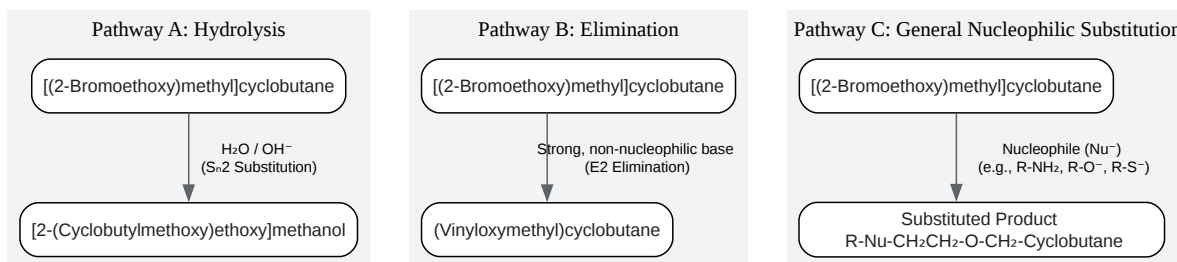 Pathway A: Hydrolysis
[(2-Bromoethoxy)methyl]cyclobutane
H₂O / OH⁻
(Sₙ2 Substitution)
[2-(Cyclobutylmethoxy)ethoxy]methanol
Pathway B: Elimination
[(2-Bromoethoxy)methyl]cyclobutane
Strong, non-nucleophilic base
(E2 Elimination)
(Vinyloxymethyl)cyclobutane
Pathway C: General Nucleophilic Substitution
[(2-Bromoethoxy)methyl]cyclobutane
Nucleophile (Nu⁻)
(e.g., R-NH₂, R-O⁻, R-S⁻)
Substituted Product
R-Nu-CH₂CH₂-O-CH₂-Cyclobutane